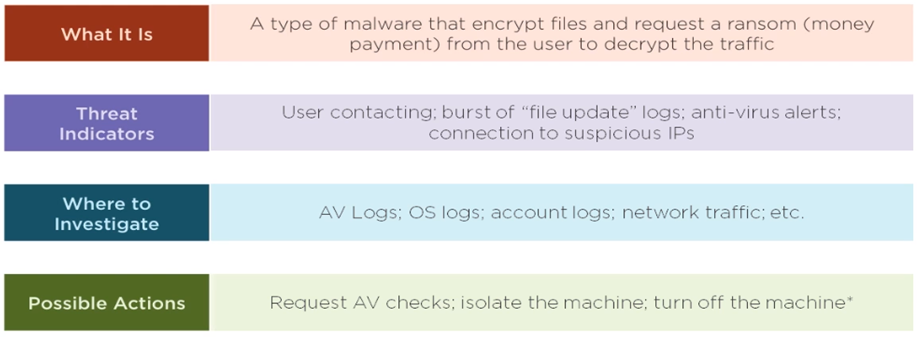 What It Is
A type of malware that encrypt files and request a ransom (money
payment) from the user to decrypt the traffic
Threat
Indicators
User contacting; burst of “file update” logs; anti-virus alerts;
connection to suspicious IPs
Where to
Investigate
AV Logs; OS logs; account logs; network traffic; etc.
Possible Actions
Request AV checks; isolate the machine; turn off the machine*